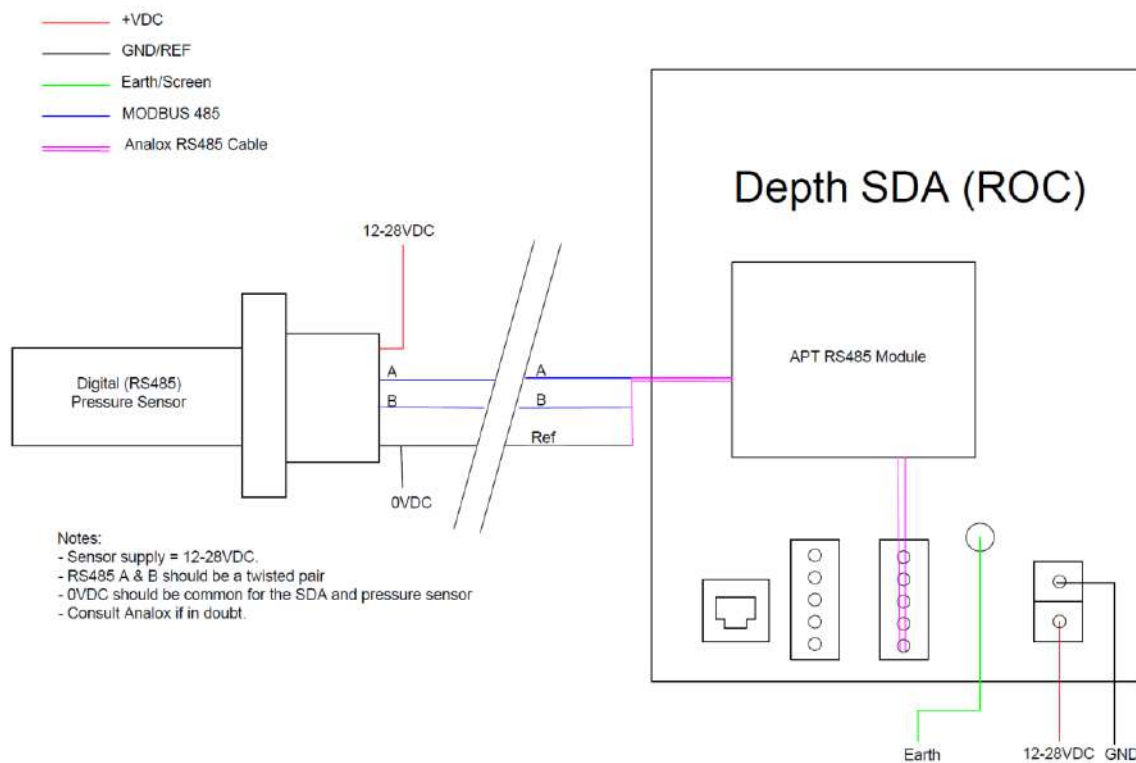 +VDC
GND/REF
Earth/Screen
MODBUS 485
Analox RS485 Cable
Depth SDA (ROC)
12-28VDC
APT RS485 Module
Digital (RS485)
Pressure Sensor
A
A
B
B
Ref
0VDC
Notes:
- Sensor supply = 12-28VDC.
- RS485 A & B should be a twisted pair
- 0VDC should be common for the SDA and pressure sensor
- Consult Analox if in doubt.
Earth
12-28VDC
GND